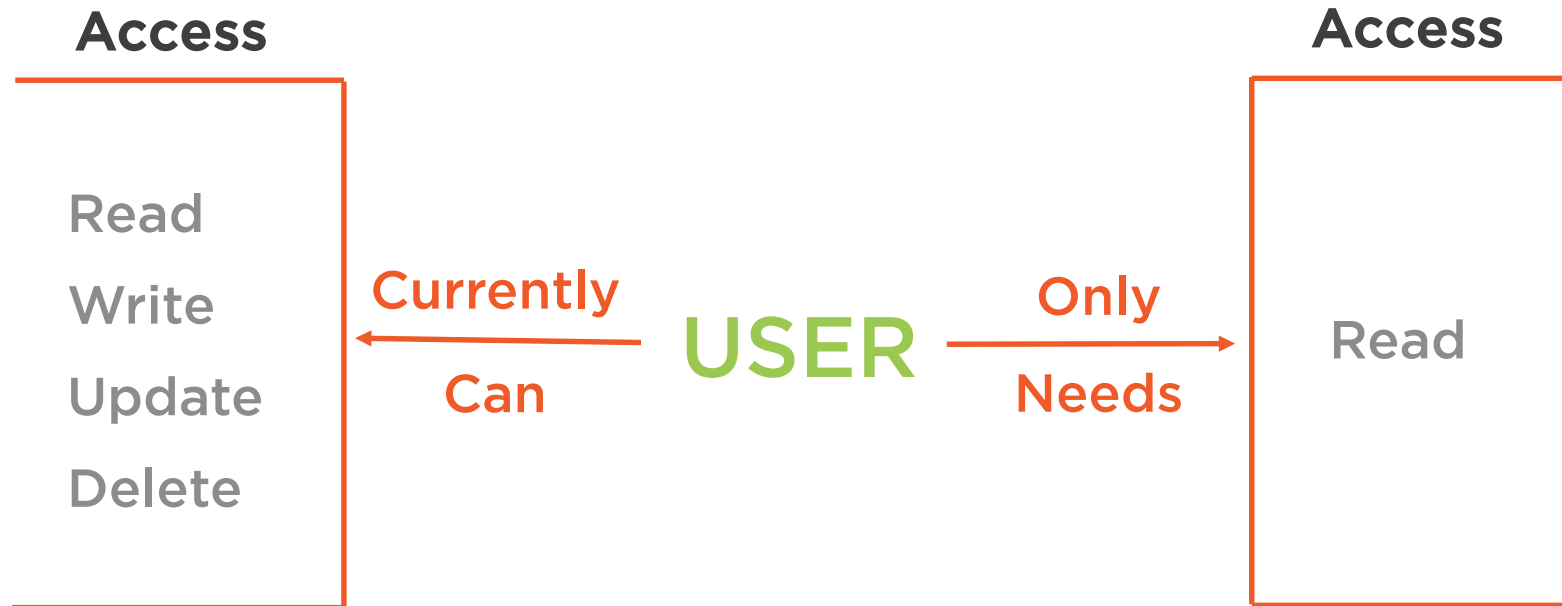 Access
Read
Write
Update
Delete
Currently
Can
USER
Only
Needs
Access
Read